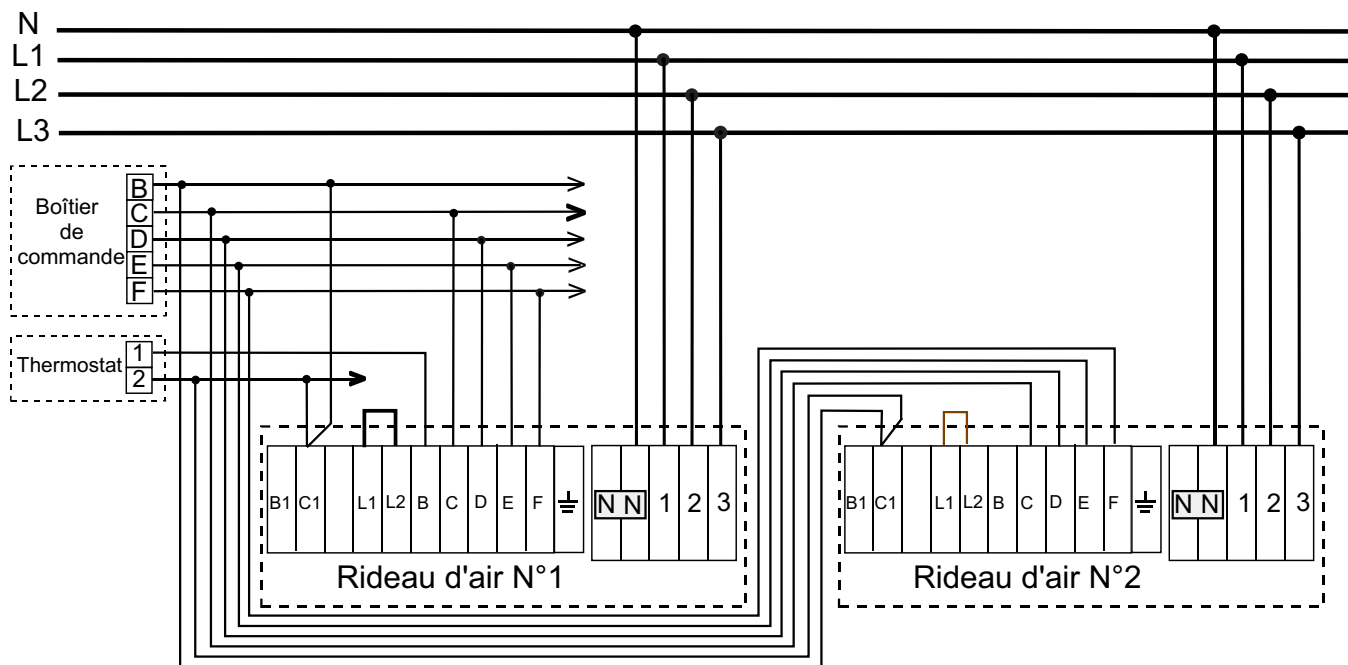 N
L1
L2
L3
Boîtier
de
commande
B
C
D
E
F
Thermostat
1
2
B1 C1 L1 L2 B C D E F
N N 1 2 3
Rideau d'air N°1
B1 C1 L1 L2 B C D E F
N N 1 2 3
Rideau d'air N°2